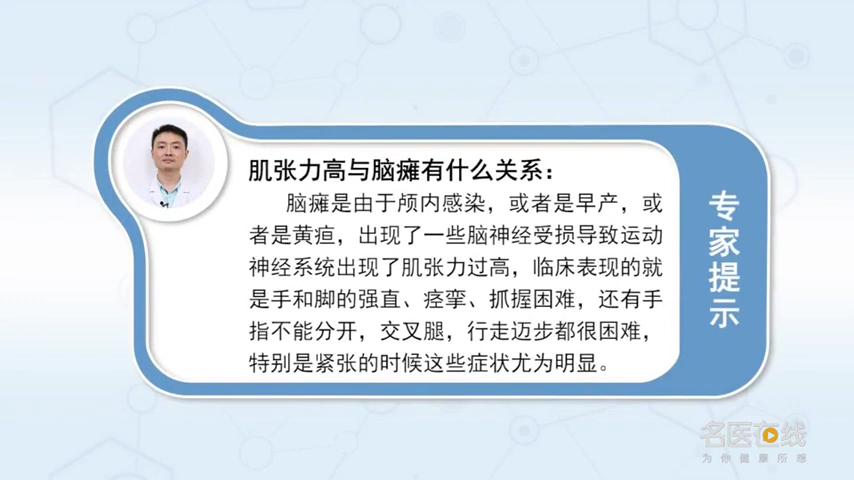 肌张力高与脑瘫有什么关系：
脑瘫是由于颅内感染，或者是早产，或
者是黄疸，出现了一些脑神经受损导致运动
神经系统出现了肌张力过高，临床表现的就
是手和脚的强直、痉挛、抓握困难，还有手
指不能分开，交叉腿，行走迈步都很困难，
特别是紧张的时候这些症状尤为明显。
专家提示
名医在线
为你健康所想